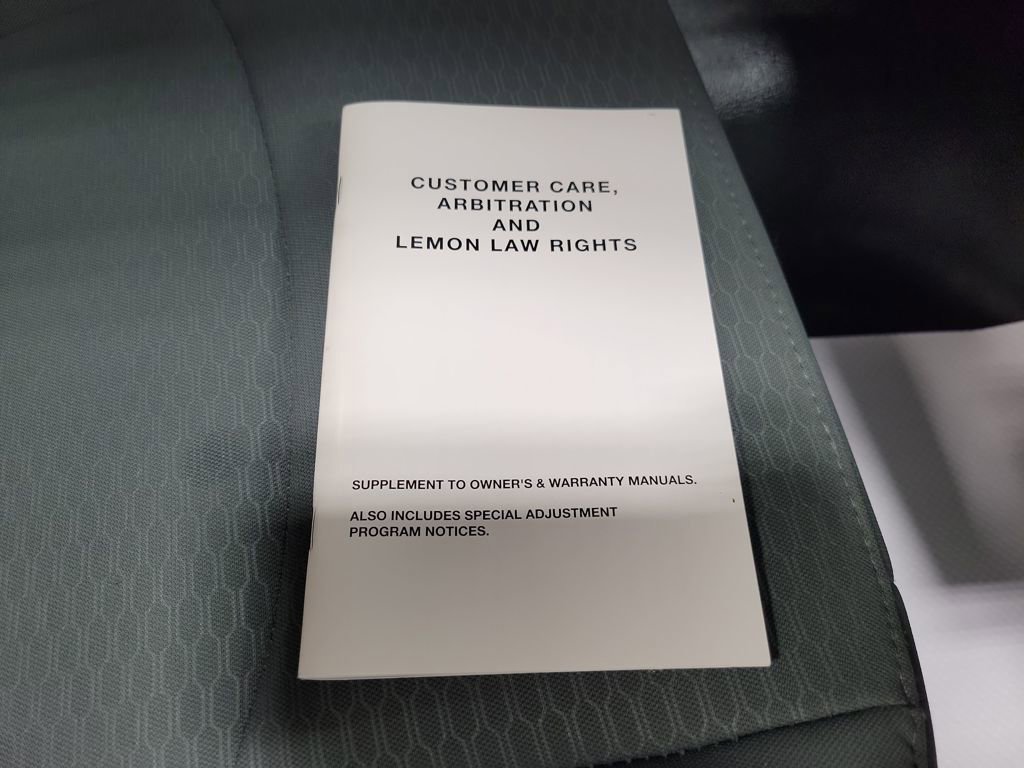 CUSTOMER CARE,
ARBITRATION
AND
LEMON LAW RIGHTS
SUPPLEMENT TO OWNER'S & WARRANTY MANUALS.
ALSO INCLUDES SPECIAL ADJUSTMENT
PROGRAM NOTICES.